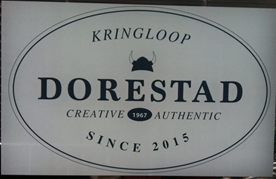 KRINGLOOP
DORESTAD
CREATIVE 1967 AUTHENTIC
SINCE 2015